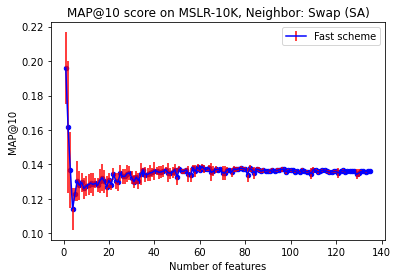 MAP@10 score on MSLR-10K, Neighbor: Swap (SA)
Fast scheme
MAP@10
0.22
0.20
0.18
0.16
0.14
0.12
0.10
0 20 40 60 80 100 120 140
Number of features